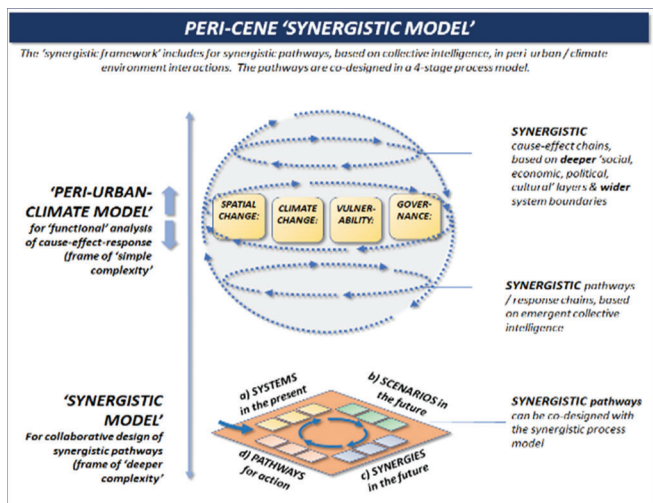 PERI-CENE 'SYNERGISTIC MODEL'
The 'synergistic framework' includes for synergistic pathways, based on collective intelligence, in peri urban / climate
environment interactions. The pathways are co-designed in a 4-stage process model.
'PERI-URBAN-
CLIMATE MODEL'
for 'functional' analysis
of cause-effect-response
(frame of 'simple
complexity'
SPATIAL
CHANGE:
CLIMATE
CHANGE:
VULNER-
ABILITY:
GOVER-
NANCE:
SYNERGISTIC
cause-effect chains,
based on deeper 'social,
economic, political,
cultural' layers & wider
system boundaries
SYNERGISTIC pathways
/ response chains, based
on emergent collective
intelligence
'SYNERGISTIC
MODEL'
For collaborative design of
synergistic pathways
(frame of 'deeper
complexity'
a) SYSTEMS
in the present
b) SCENARIOS in
the future
d) PATHWAYS
for action
c) SYNERGIES
in the future
SYNERGISTIC pathways
can be co-designed with
the synergistic process
model